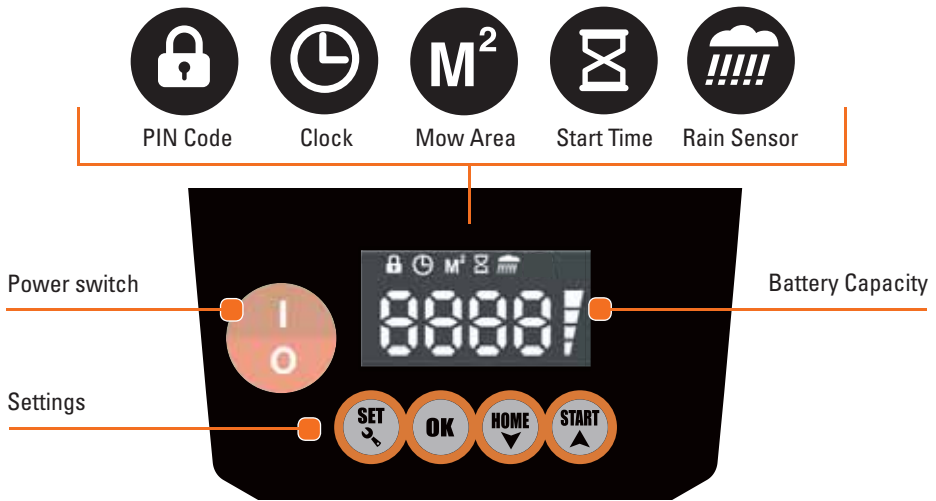 M²
PIN Code Clock Mow Area Start Time Rain Sensor
M²
Power switch
I
O
8888
Battery Capacity
Settings
SET
OK
HOME
START